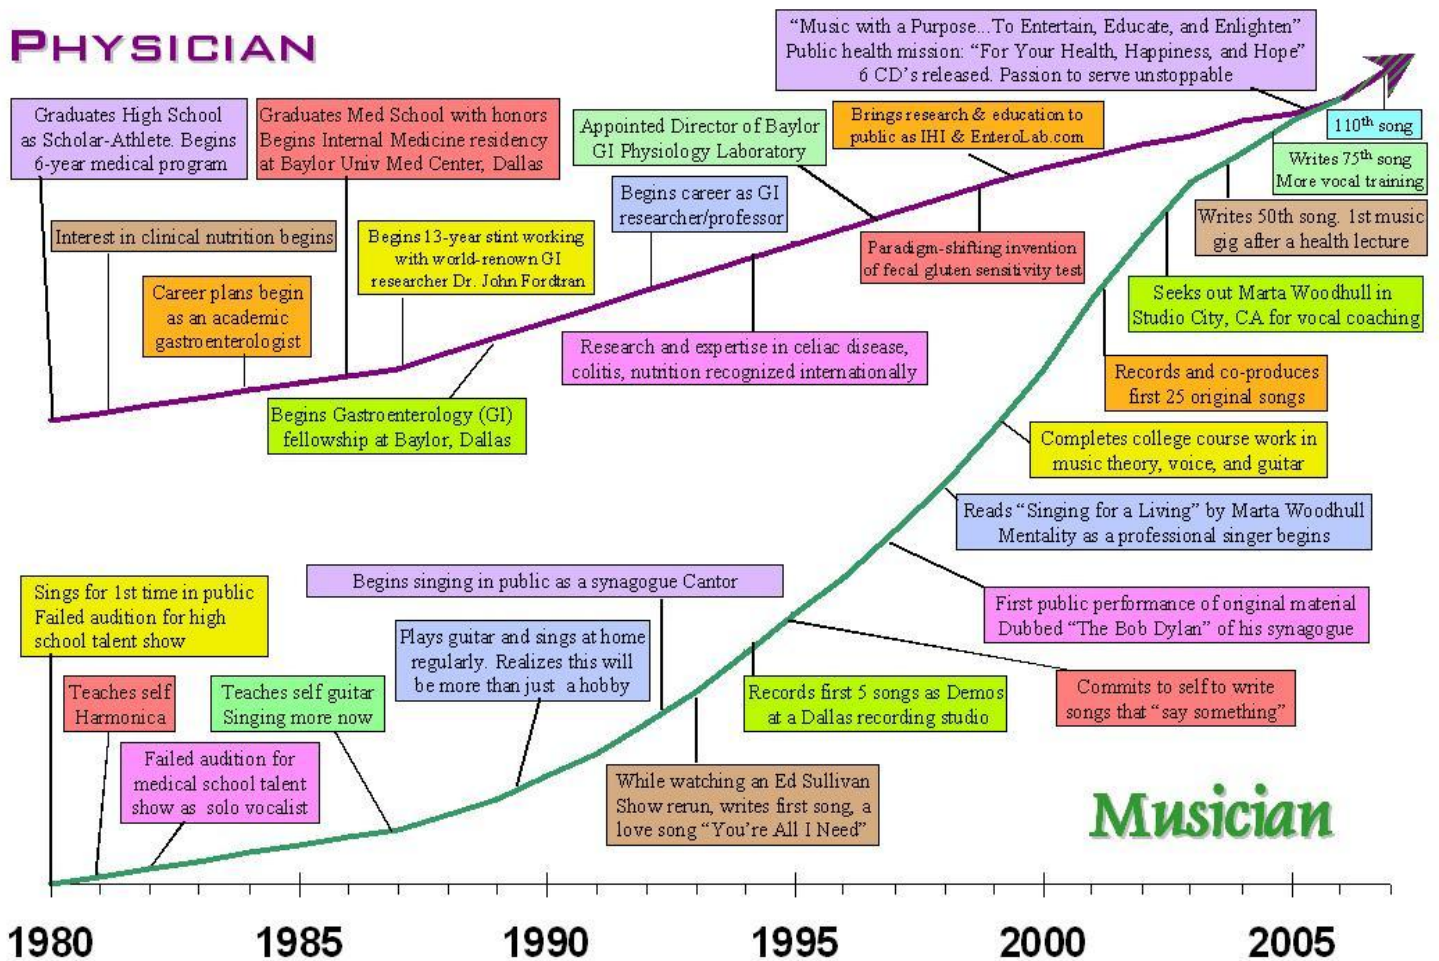 PHYSICIAN
“Music with a Purpose...To Entertain, Educate, and Enlighten”
Public health mission: “For Your Health, Happiness, and Hope”
6 CD’s released. Passion to serve unstoppable
Graduates High School
as Scholar-Athlete. Begins
6-year medical program
Graduates Med School with honors
Begins Internal Medicine residency
at Baylor Univ Med Center, Dallas
Appointed Director of Baylor
GI Physiology Laboratory
Brings research & education to
public as IHI & EnteroLab.com
110th song
Writes 75th song
More vocal training
Begins career as GI
researcher/professor
Writes 50th song. 1st music
gig after a health lecture
Interest in clinical nutrition begins
Begins 13-year stint working
with world-renown GI
researcher Dr. John Fordtran
Paradigm-shifting invention
of fecal gluten sensitivity test
Career plans begin
as an academic
gastroenterologist
Seeks out Marta Woodhull in
Studio City, CA for vocal coaching
Research and expertise in celiac disease,
colitis, nutrition recognized internationally
Records and co-produces
first 25 original songs
Begins Gastroenterology (GI)
fellowship at Baylor, Dallas
Completes college course work in
music theory, voice, and guitar
Reads “Singing for a Living” by Marta Woodhull
Mentality as a professional singer begins
Begins singing in public as a synagogue Cantor
Sings for 1st time in public
Failed audition for high
school talent show
First public performance of original material
Dubbed “The Bob Dylan” of his synagogue
Plays guitar and sings at home
regularly. Realizes this will
be more than just a hobby
Teaches self
Harmonica
Teaches self guitar
Singing more now
Records first 5 songs as Demos
at a Dallas recording studio
Commits to self to write
songs that “say something”
Failed audition for
medical school talent
show as solo vocalist
While watching an Ed Sullivan
Show rerun, writes first song, a
love song “You’re All I Need”
Musician
1980 1985 1990 1995 2000 2005